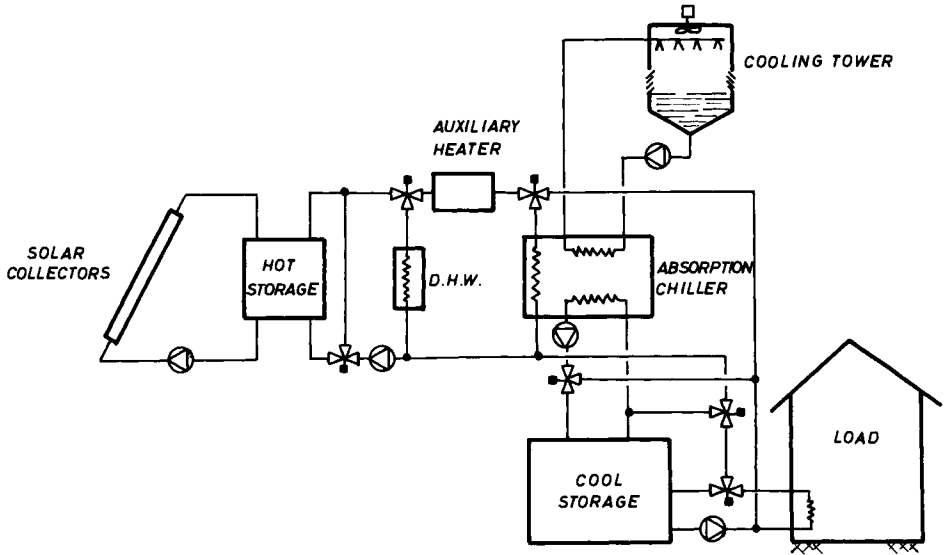 COOLING TOWER
AUXILIARY
HEATER
SOLAR
COLLECTORS
HOT
STORAGE
D.H.W.
ABSORPTION
CHILLER
LOAD
COOL
STORAGE